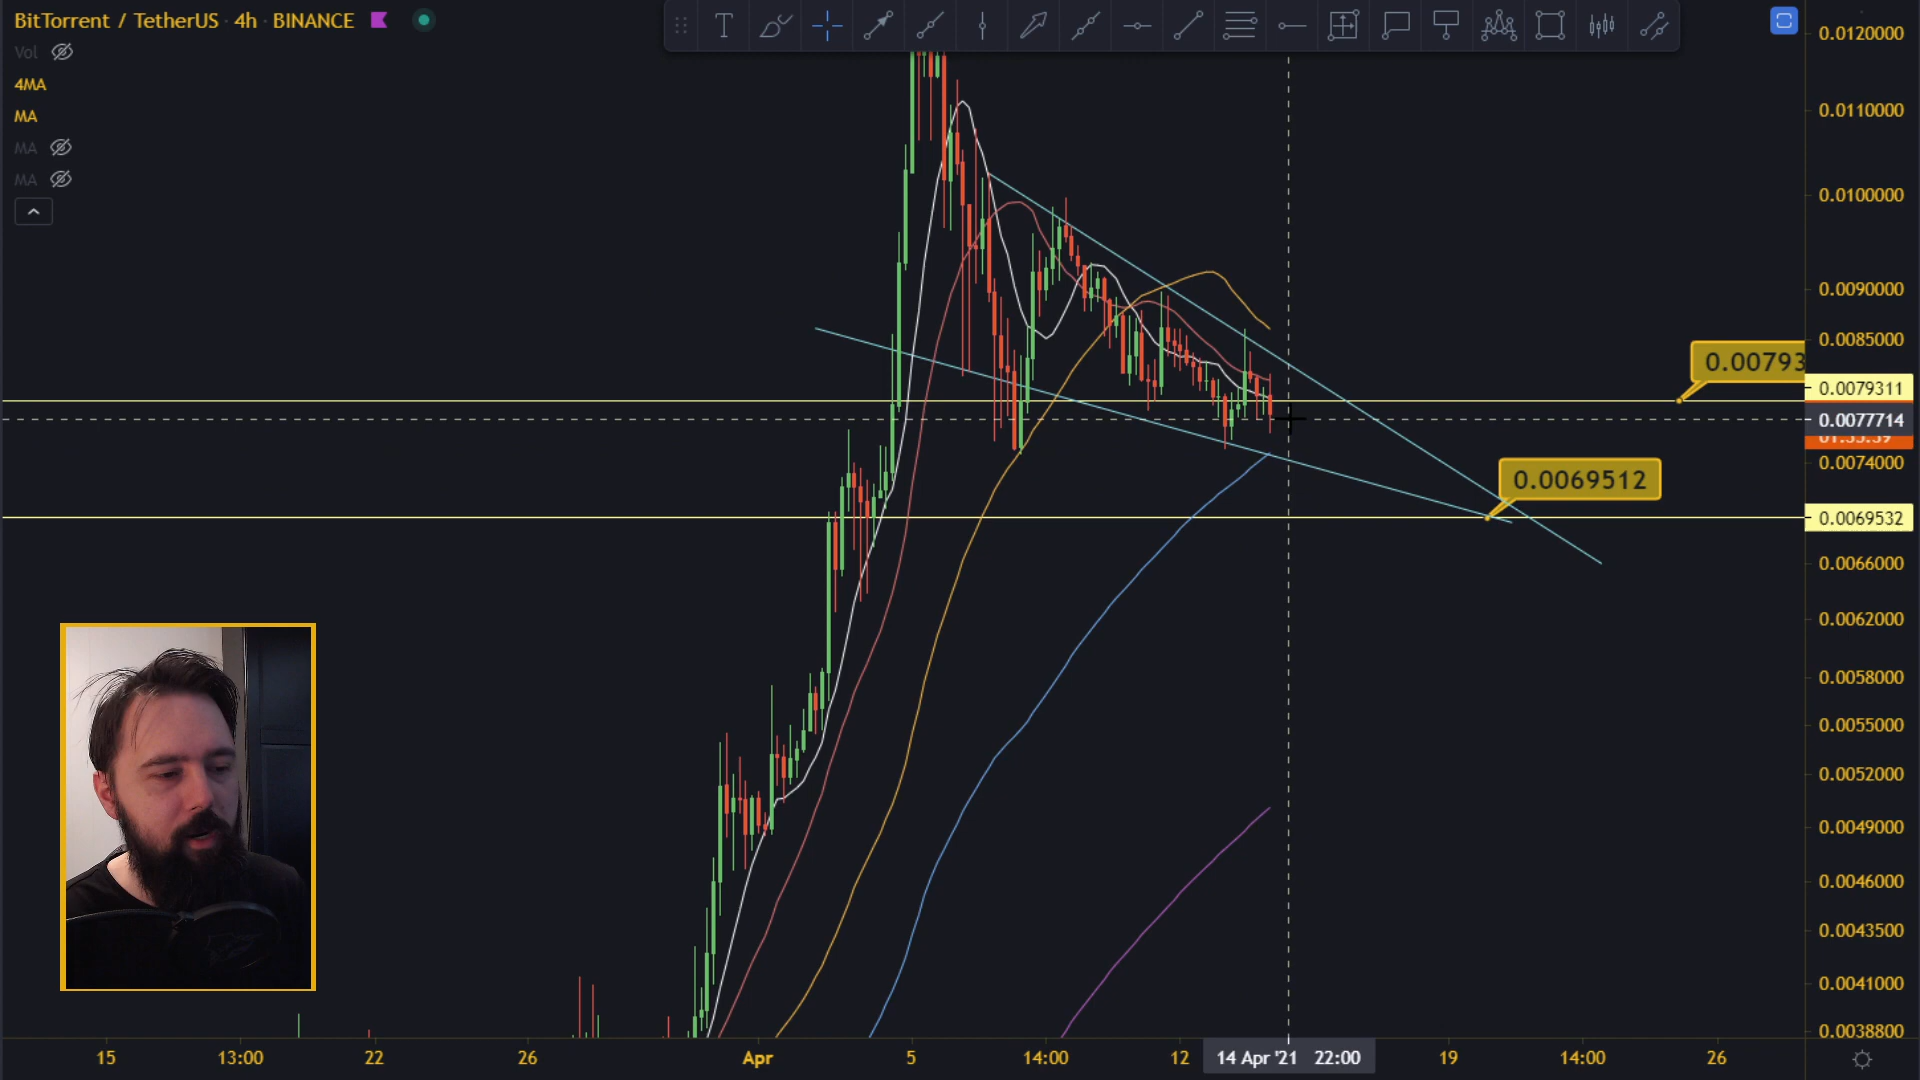 BitTorrent / TetherUS · 4h · BINANCE
Vol
4MA
MA
MA
MA
T
0.0120000
0.0110000
0.0100000
0.0090000
0.0085000
0.00793
0.0079311
0.0077714
01:35:39
0.0074000
0.0069512
0.0069532
0.0066000
0.0062000
0.0058000
0.0055000
0.0052000
0.0049000
0.0046000
0.0043500
0.0041000
0.0038800
15 13:00 22 26 Apr 5 14:00 12 14 Apr '21 22:00 19 14:00 26